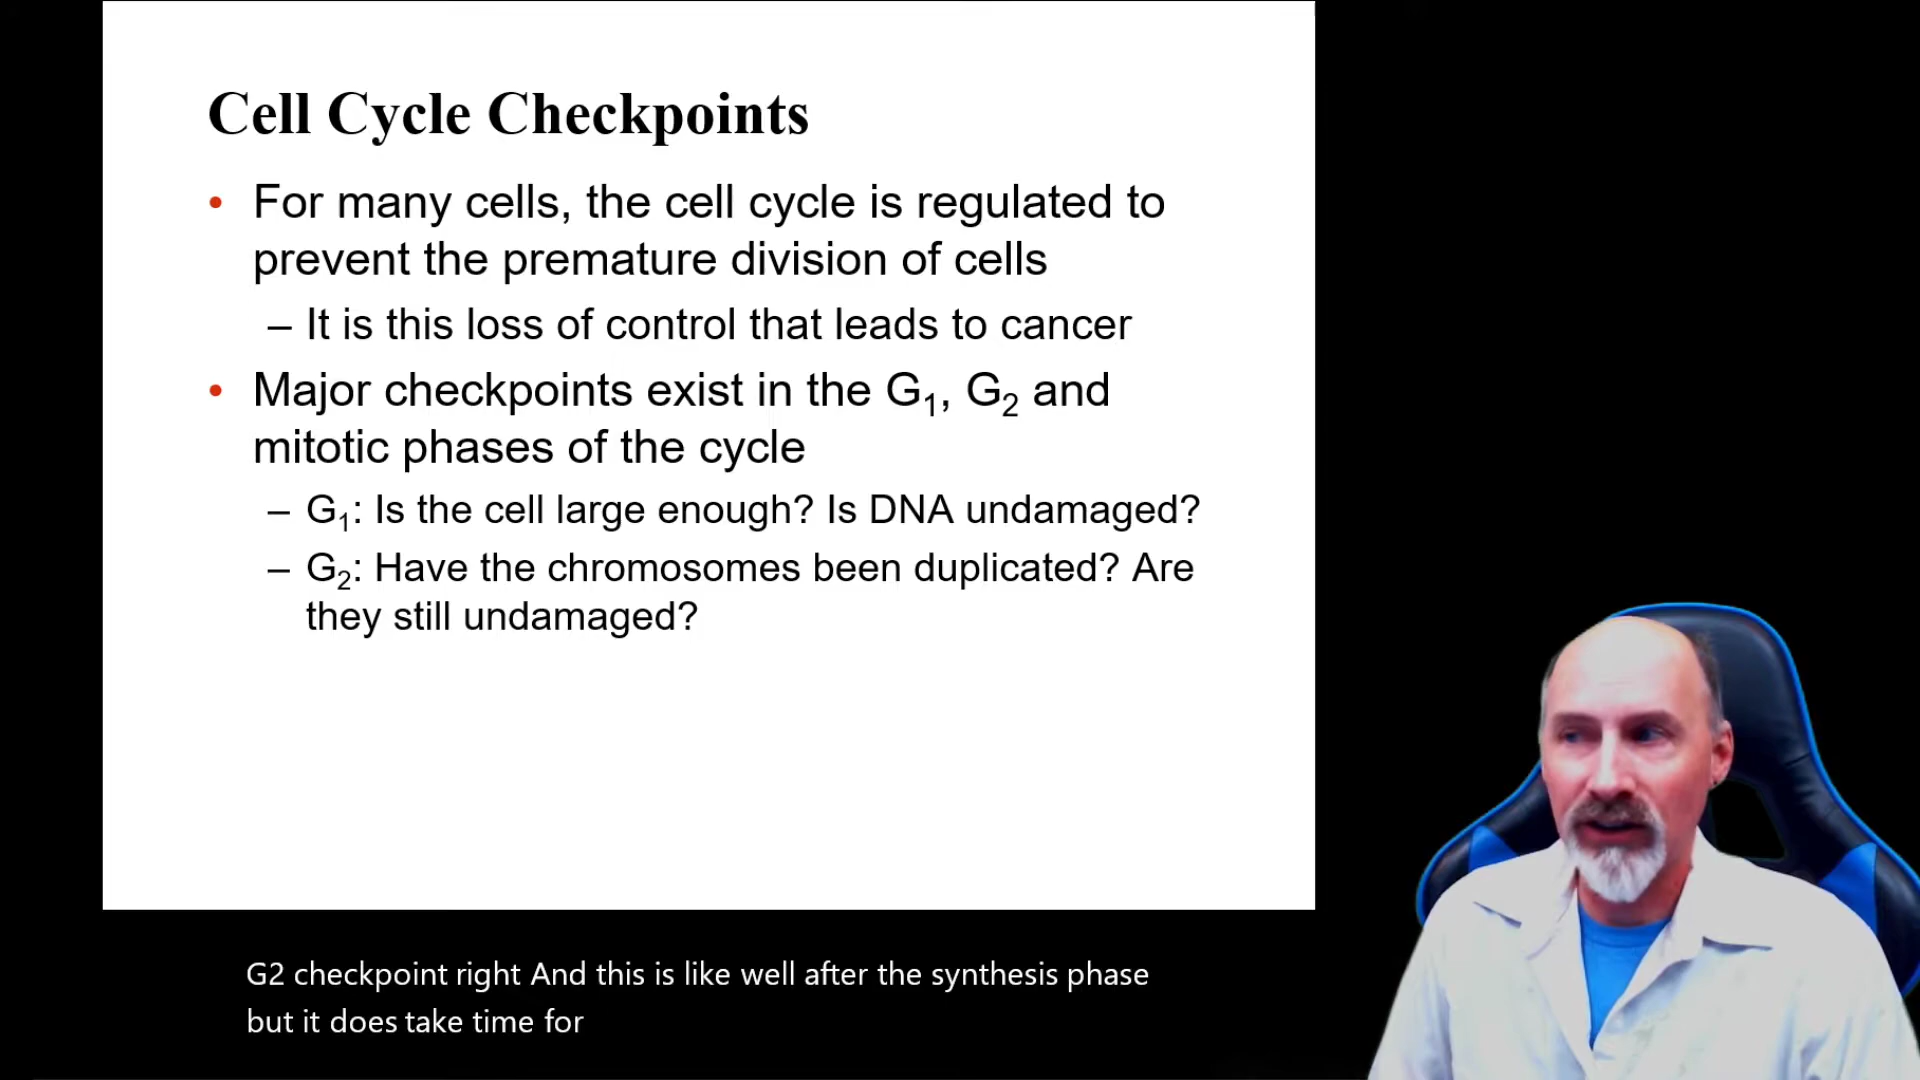 Cell Cycle Checkpoints
• For many cells, the cell cycle is regulated to
prevent the premature division of cells
– It is this loss of control that leads to cancer
• Major checkpoints exist in the G₁, G₂ and
mitotic phases of the cycle
– G₁: Is the cell large enough? Is DNA undamaged?
– G₂: Have the chromosomes been duplicated? Are
they still undamaged?
G2 checkpoint right And this is like well after the synthesis phase
but it does take time for